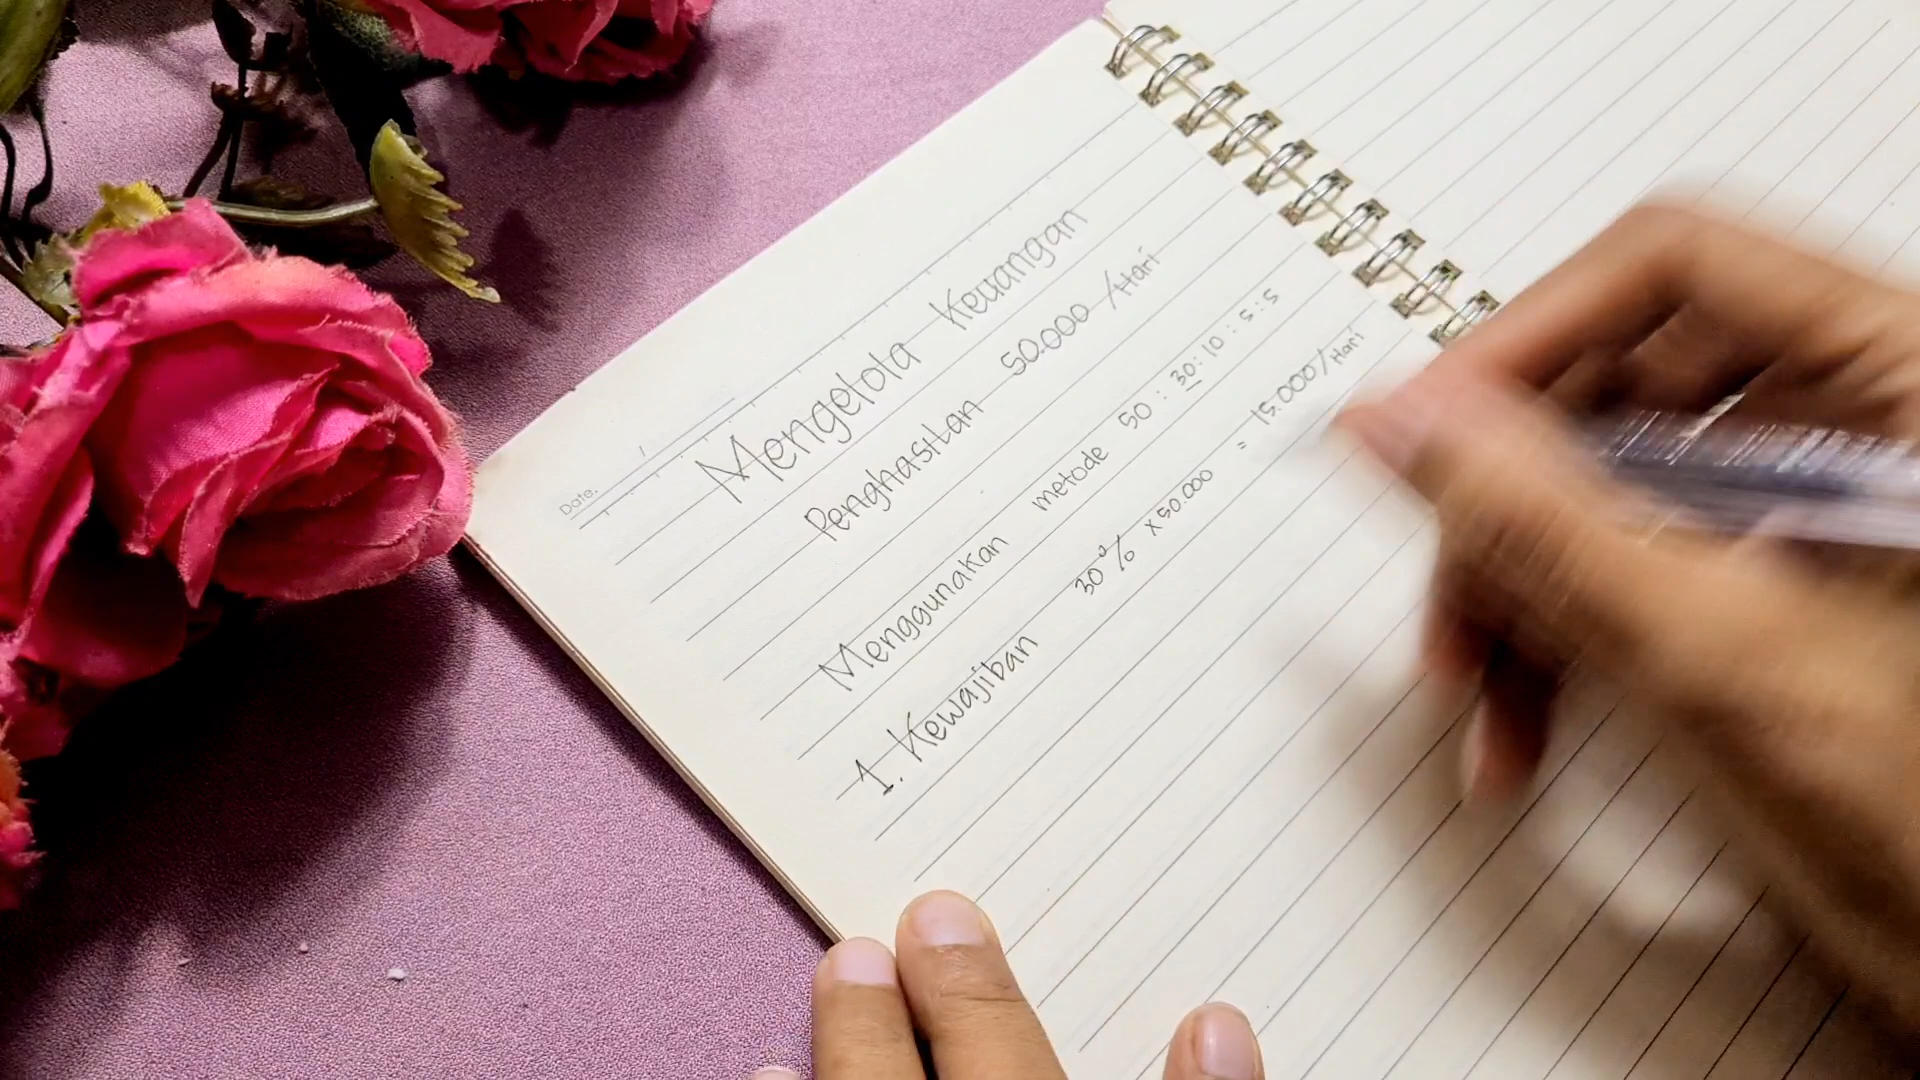 Date. /
Mengelola Keuangan
Penghasilan 50.000 /Hari
Menggunakan metode 50 : 30 : 10 : 5 : 5
1. Kewajiban 30% x 50.000 = 15.000/Hari